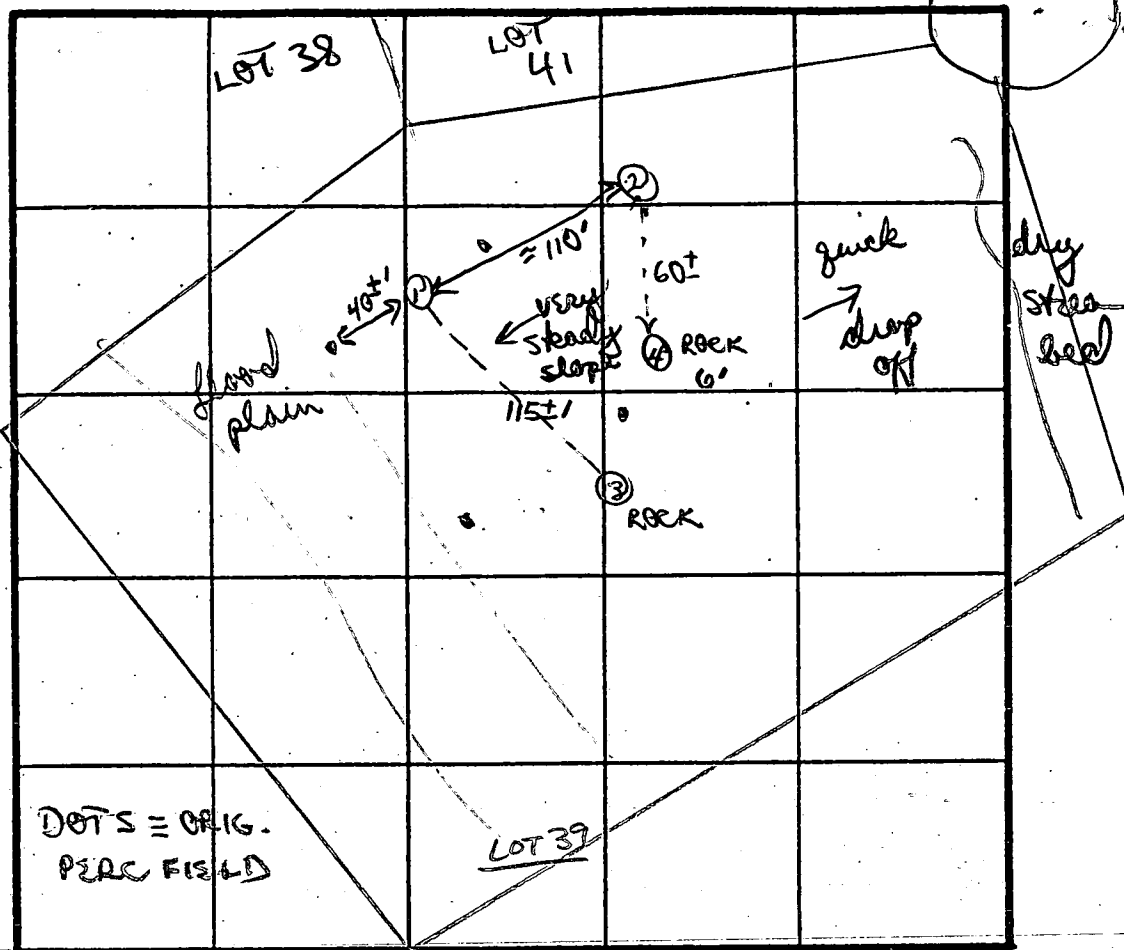 LOT 38
LOT
41
2
≈ 110'
60±
quick
drop
off
dry
strea
bed
1
40±'
very
steady
slope
4 ROCK
6'
flood
plain
115±'
3
ROCK
DOTS ≡ ORIG.
PERC FIELD
LOT 39